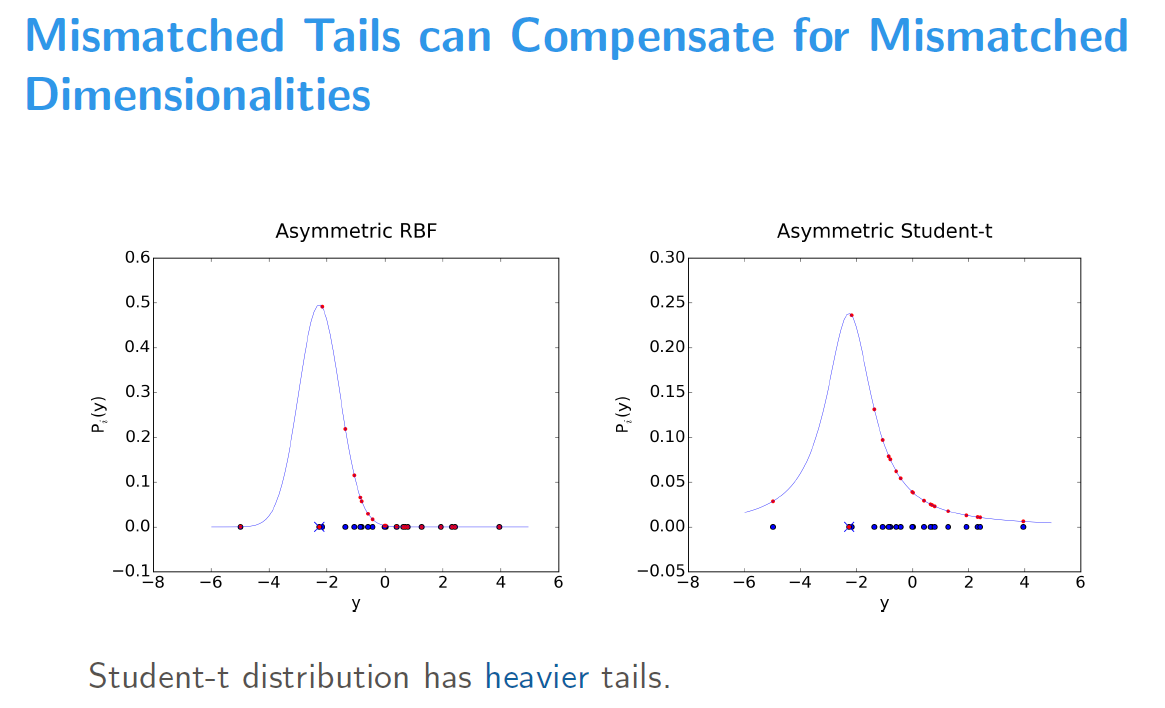 Mismatched Tails can Compensate for Mismatched
Dimensionalities
Asymmetric RBF
0.6
0.5
0.4
0.3
0.2
0.1
0.0
−0.1
P_i(y)
−8 −6 −4 −2 0 2 4 6
y
Asymmetric Student-t
0.30
0.25
0.20
0.15
0.10
0.05
0.00
−0.05
P_i(y)
−8 −6 −4 −2 0 2 4 6
y
Student-t distribution has heavier tails.